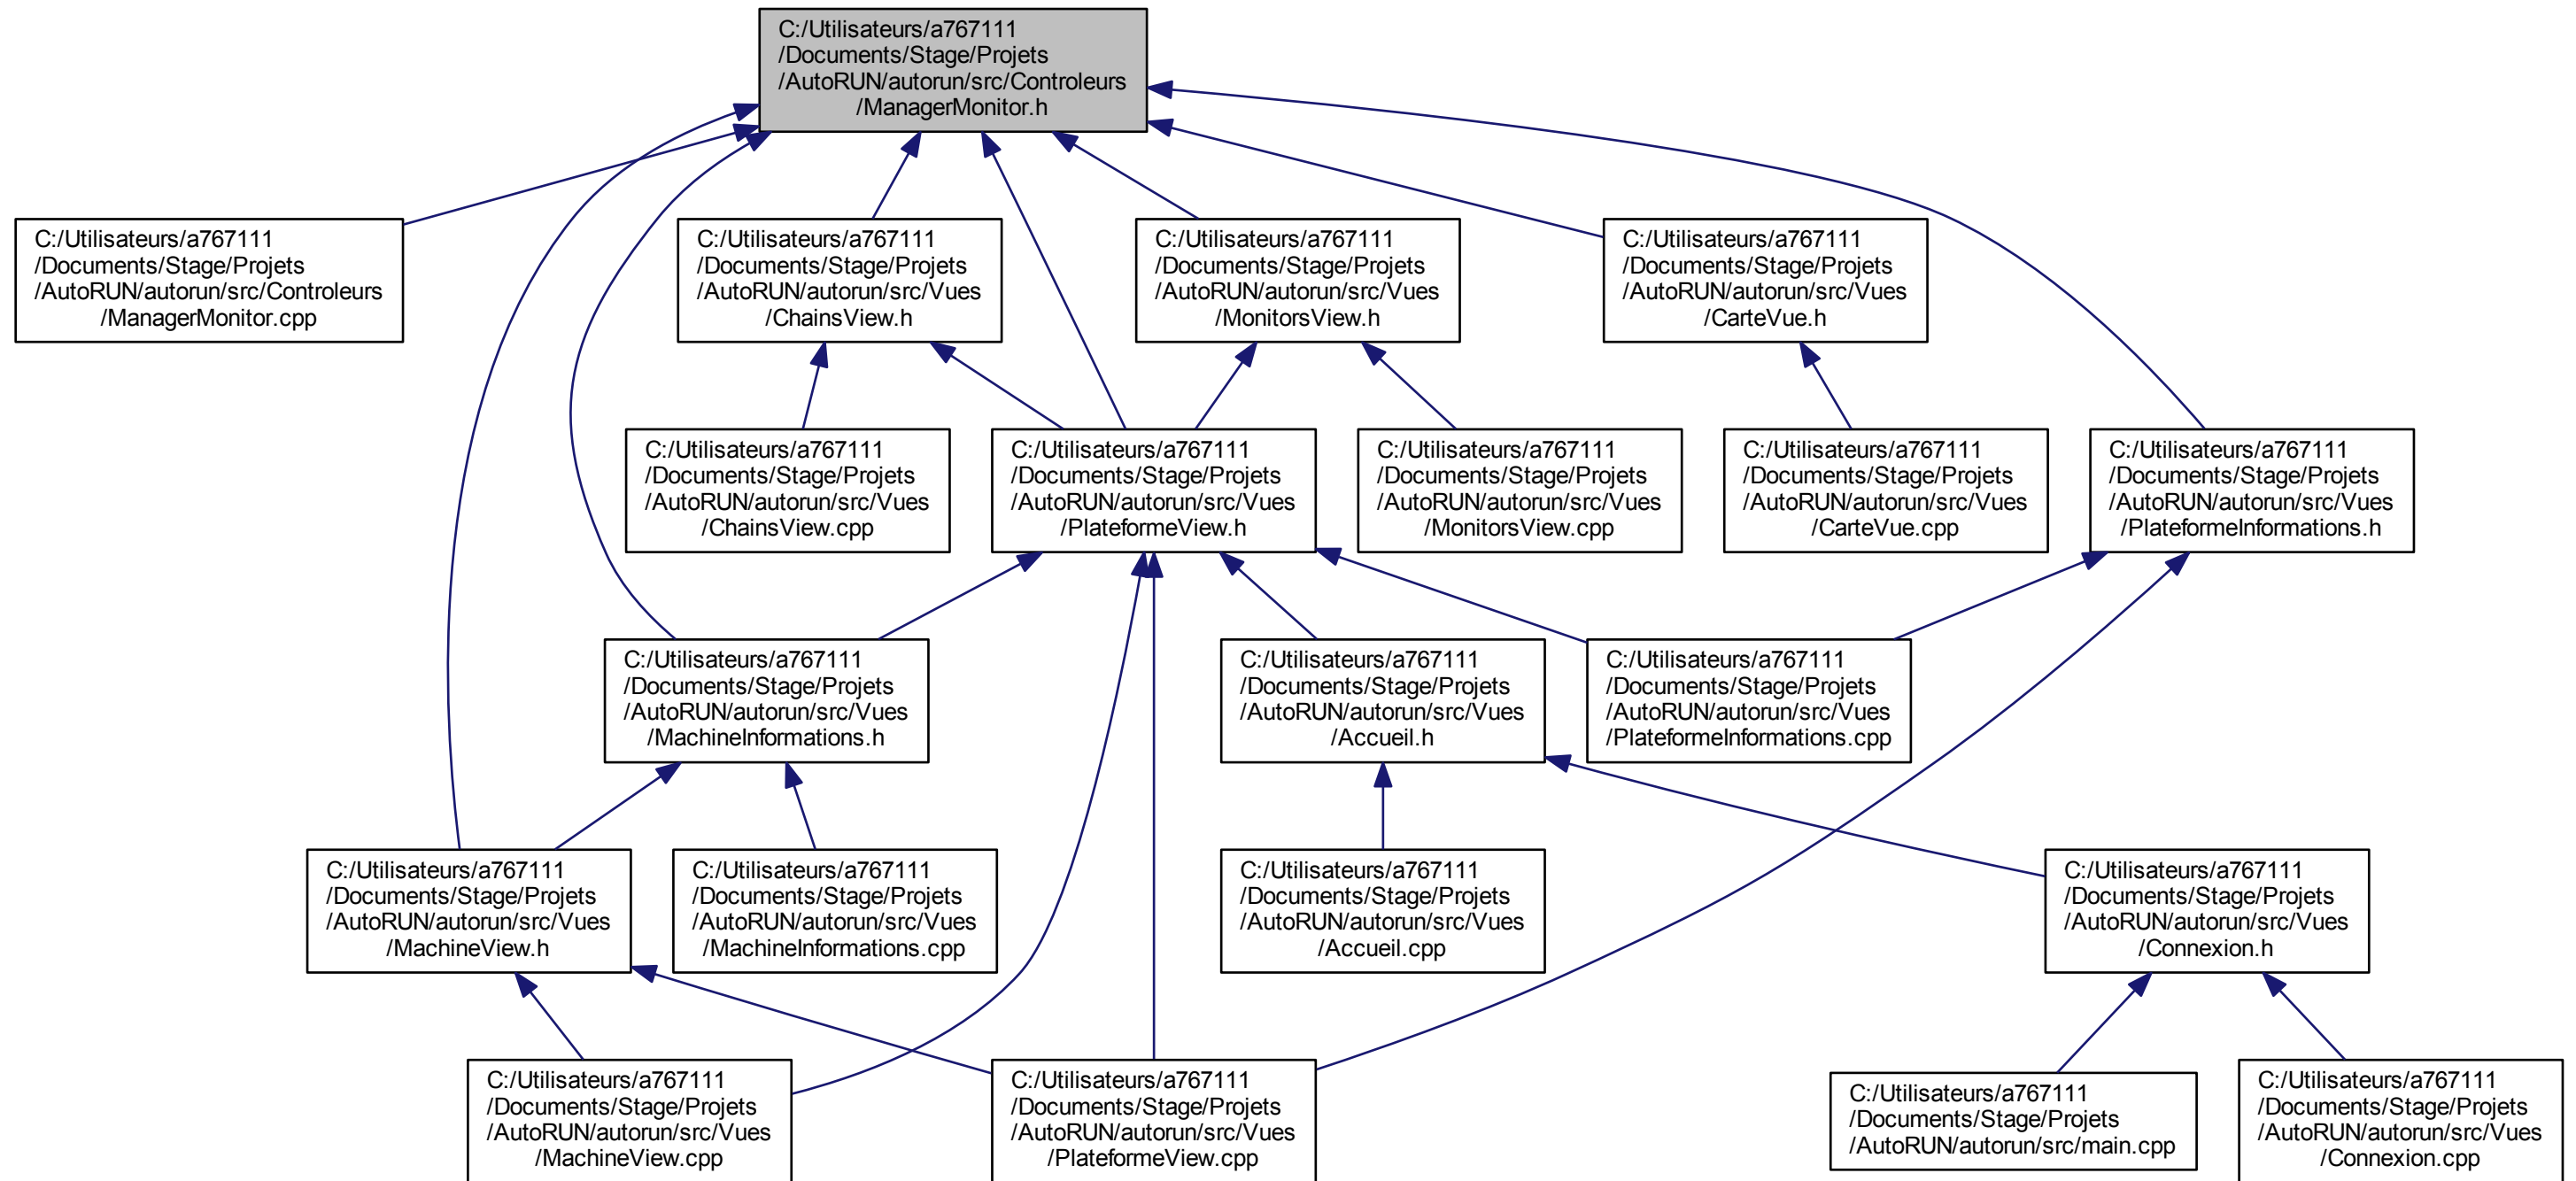 C:/Utilisateurs/a767111
/Documents/Stage/Projets
/AutoRUN/autorun/src/Controleurs
/ManagerMonitor.h
C:/Utilisateurs/a767111
/Documents/Stage/Projets
/AutoRUN/autorun/src/Controleurs
/ManagerMonitor.cpp
C:/Utilisateurs/a767111
/Documents/Stage/Projets
/AutoRUN/autorun/src/Vues
/ChainsView.h
C:/Utilisateurs/a767111
/Documents/Stage/Projets
/AutoRUN/autorun/src/Vues
/MonitorsView.h
C:/Utilisateurs/a767111
/Documents/Stage/Projets
/AutoRUN/autorun/src/Vues
/CarteVue.h
C:/Utilisateurs/a767111
/Documents/Stage/Projets
/AutoRUN/autorun/src/Vues
/ChainsView.cpp
C:/Utilisateurs/a767111
/Documents/Stage/Projets
/AutoRUN/autorun/src/Vues
/PlateformeView.h
C:/Utilisateurs/a767111
/Documents/Stage/Projets
/AutoRUN/autorun/src/Vues
/MonitorsView.cpp
C:/Utilisateurs/a767111
/Documents/Stage/Projets
/AutoRUN/autorun/src/Vues
/CarteVue.cpp
C:/Utilisateurs/a767111
/Documents/Stage/Projets
/AutoRUN/autorun/src/Vues
/PlateformeInformations.h
C:/Utilisateurs/a767111
/Documents/Stage/Projets
/AutoRUN/autorun/src/Vues
/MachineInformations.h
C:/Utilisateurs/a767111
/Documents/Stage/Projets
/AutoRUN/autorun/src/Vues
/Accueil.h
C:/Utilisateurs/a767111
/Documents/Stage/Projets
/AutoRUN/autorun/src/Vues
/PlateformeInformations.cpp
C:/Utilisateurs/a767111
/Documents/Stage/Projets
/AutoRUN/autorun/src/Vues
/MachineView.h
C:/Utilisateurs/a767111
/Documents/Stage/Projets
/AutoRUN/autorun/src/Vues
/MachineInformations.cpp
C:/Utilisateurs/a767111
/Documents/Stage/Projets
/AutoRUN/autorun/src/Vues
/Accueil.cpp
C:/Utilisateurs/a767111
/Documents/Stage/Projets
/AutoRUN/autorun/src/Vues
/Connexion.h
C:/Utilisateurs/a767111
/Documents/Stage/Projets
/AutoRUN/autorun/src/Vues
/MachineView.cpp
C:/Utilisateurs/a767111
/Documents/Stage/Projets
/AutoRUN/autorun/src/Vues
/PlateformeView.cpp
C:/Utilisateurs/a767111
/Documents/Stage/Projets
/AutoRUN/autorun/src/main.cpp
C:/Utilisateurs/a767111
/Documents/Stage/Projets
/AutoRUN/autorun/src/Vues
/Connexion.cpp